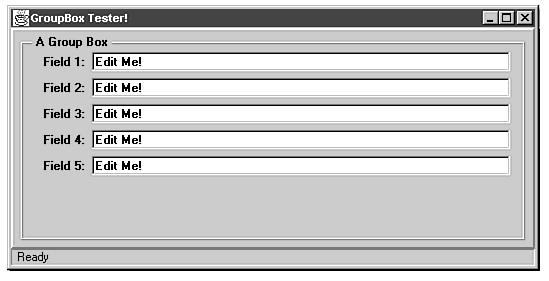 GroupBox Tester!
A Group Box
Field 1: Edit Me!
Field 2: Edit Me!
Field 3: Edit Me!
Field 4: Edit Me!
Field 5: Edit Me!
Ready